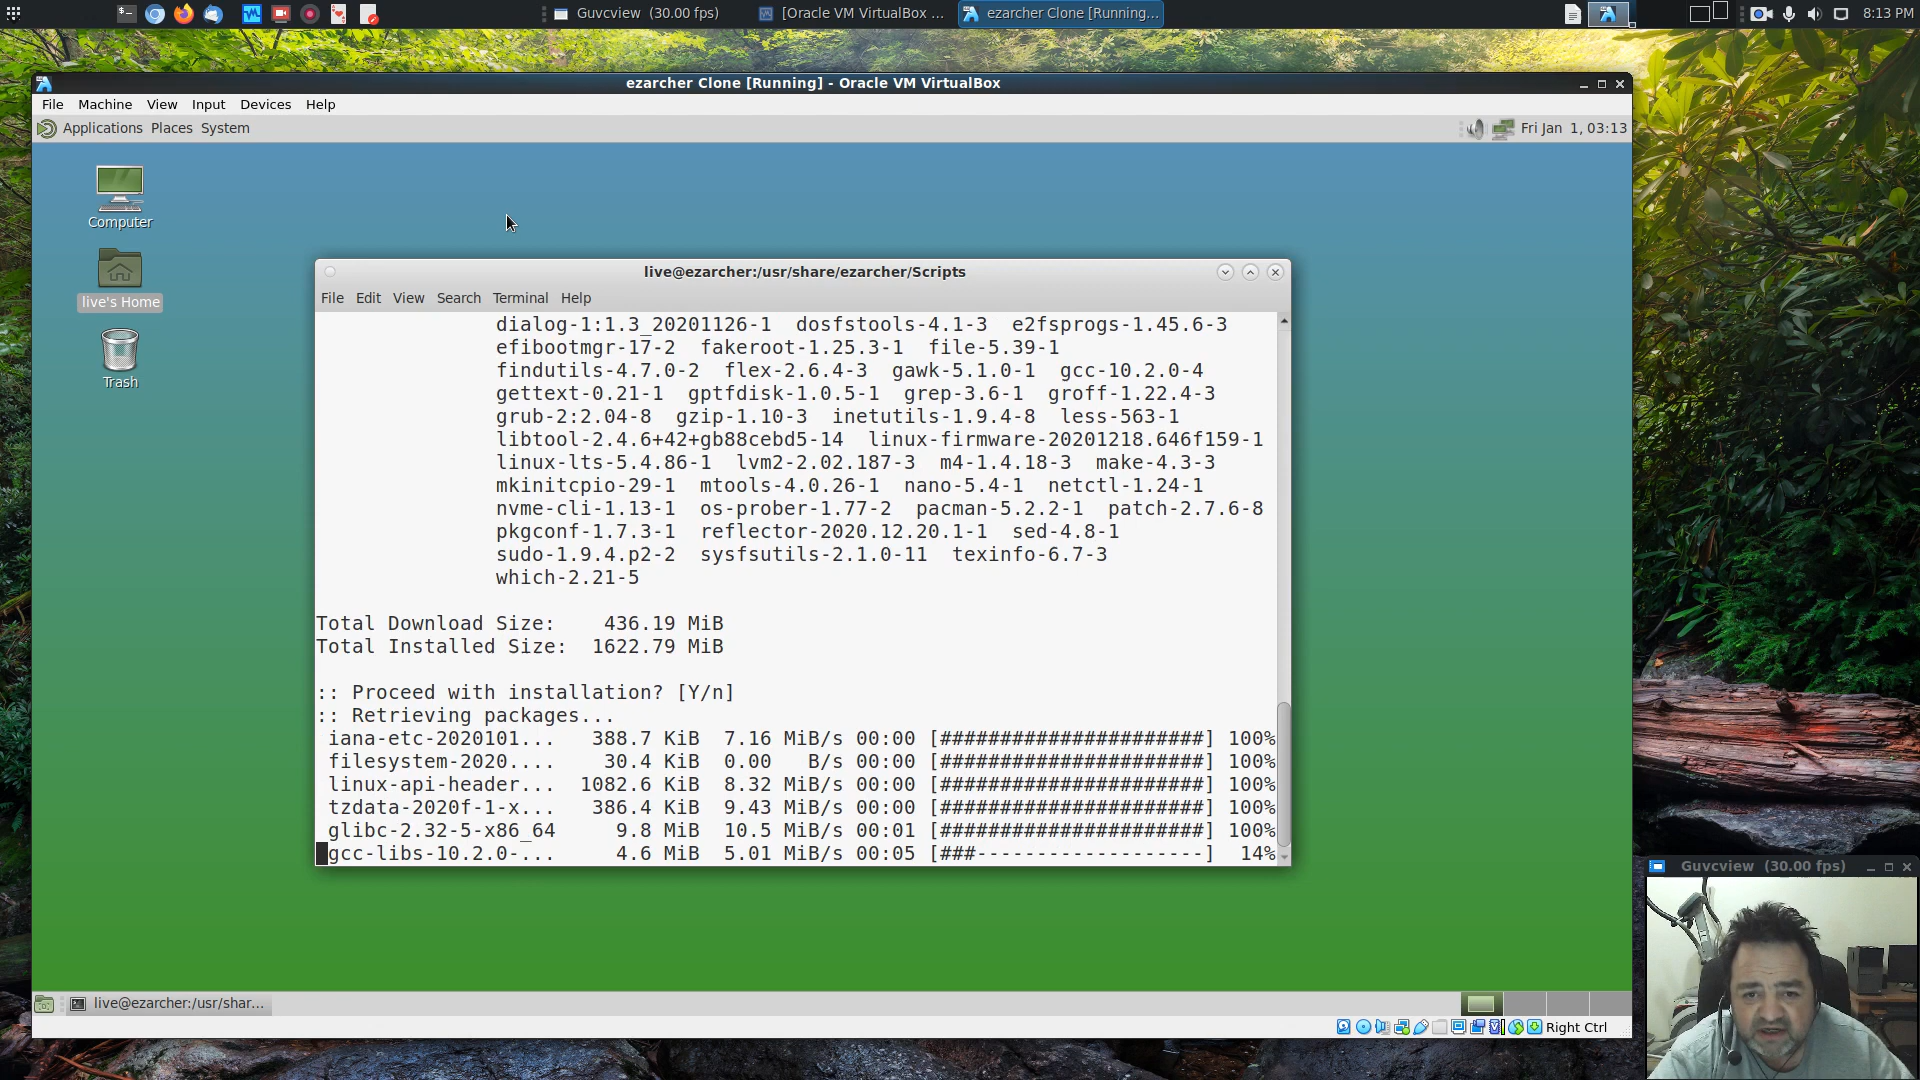 Guvcview (30.00 fps)
[Oracle VM VirtualBox ...
ezarcher Clone [Running...
8:13 PM
ezarcher Clone [Running] - Oracle VM VirtualBox
File Machine View Input Devices Help
Applications Places System
Fri Jan 1, 03:13
Computer
live's Home
Trash
live@ezarcher:/usr/share/ezarcher/Scripts
File Edit View Search Terminal Help
dialog-1:1.3_20201126-1 dosfstools-4.1-3 e2fsprogs-1.45.6-3
efibootmgr-17-2 fakeroot-1.25.3-1 file-5.39-1
findutils-4.7.0-2 flex-2.6.4-3 gawk-5.1.0-1 gcc-10.2.0-4
gettext-0.21-1 gptfdisk-1.0.5-1 grep-3.6-1 groff-1.22.4-3
grub-2:2.04-8 gzip-1.10-3 inetutils-1.9.4-8 less-563-1
libtool-2.4.6+42+gb88cebd5-14 linux-firmware-20201218.646f159-1
linux-lts-5.4.86-1 lvm2-2.02.187-3 m4-1.4.18-3 make-4.3-3
mkinitcpio-29-1 mtools-4.0.26-1 nano-5.4-1 netctl-1.24-1
nvme-cli-1.13-1 os-prober-1.77-2 pacman-5.2.2-1 patch-2.7.6-8
pkgconf-1.7.3-1 reflector-2020.12.20.1-1 sed-4.8-1
sudo-1.9.4.p2-2 sysfsutils-2.1.0-11 texinfo-6.7-3
which-2.21-5
Total Download Size: 436.19 MiB
Total Installed Size: 1622.79 MiB
:: Proceed with installation? [Y/n]
:: Retrieving packages...
iana-etc-2020101... 388.7 KiB 7.16 MiB/s 00:00 [######################] 100%
filesystem-2020.... 30.4 KiB 0.00 B/s 00:00 [######################] 100%
linux-api-header... 1082.6 KiB 8.32 MiB/s 00:00 [######################] 100%
tzdata-2020f-1-x... 386.4 KiB 9.43 MiB/s 00:00 [######################] 100%
glibc-2.32-5-x86_64 9.8 MiB 10.5 MiB/s 00:01 [######################] 100%
gcc-libs-10.2.0-... 4.6 MiB 5.01 MiB/s 00:05 [###-------------------] 14%
Guvcview (30.00 fps)
live@ezarcher:/usr/shar...
Right Ctrl